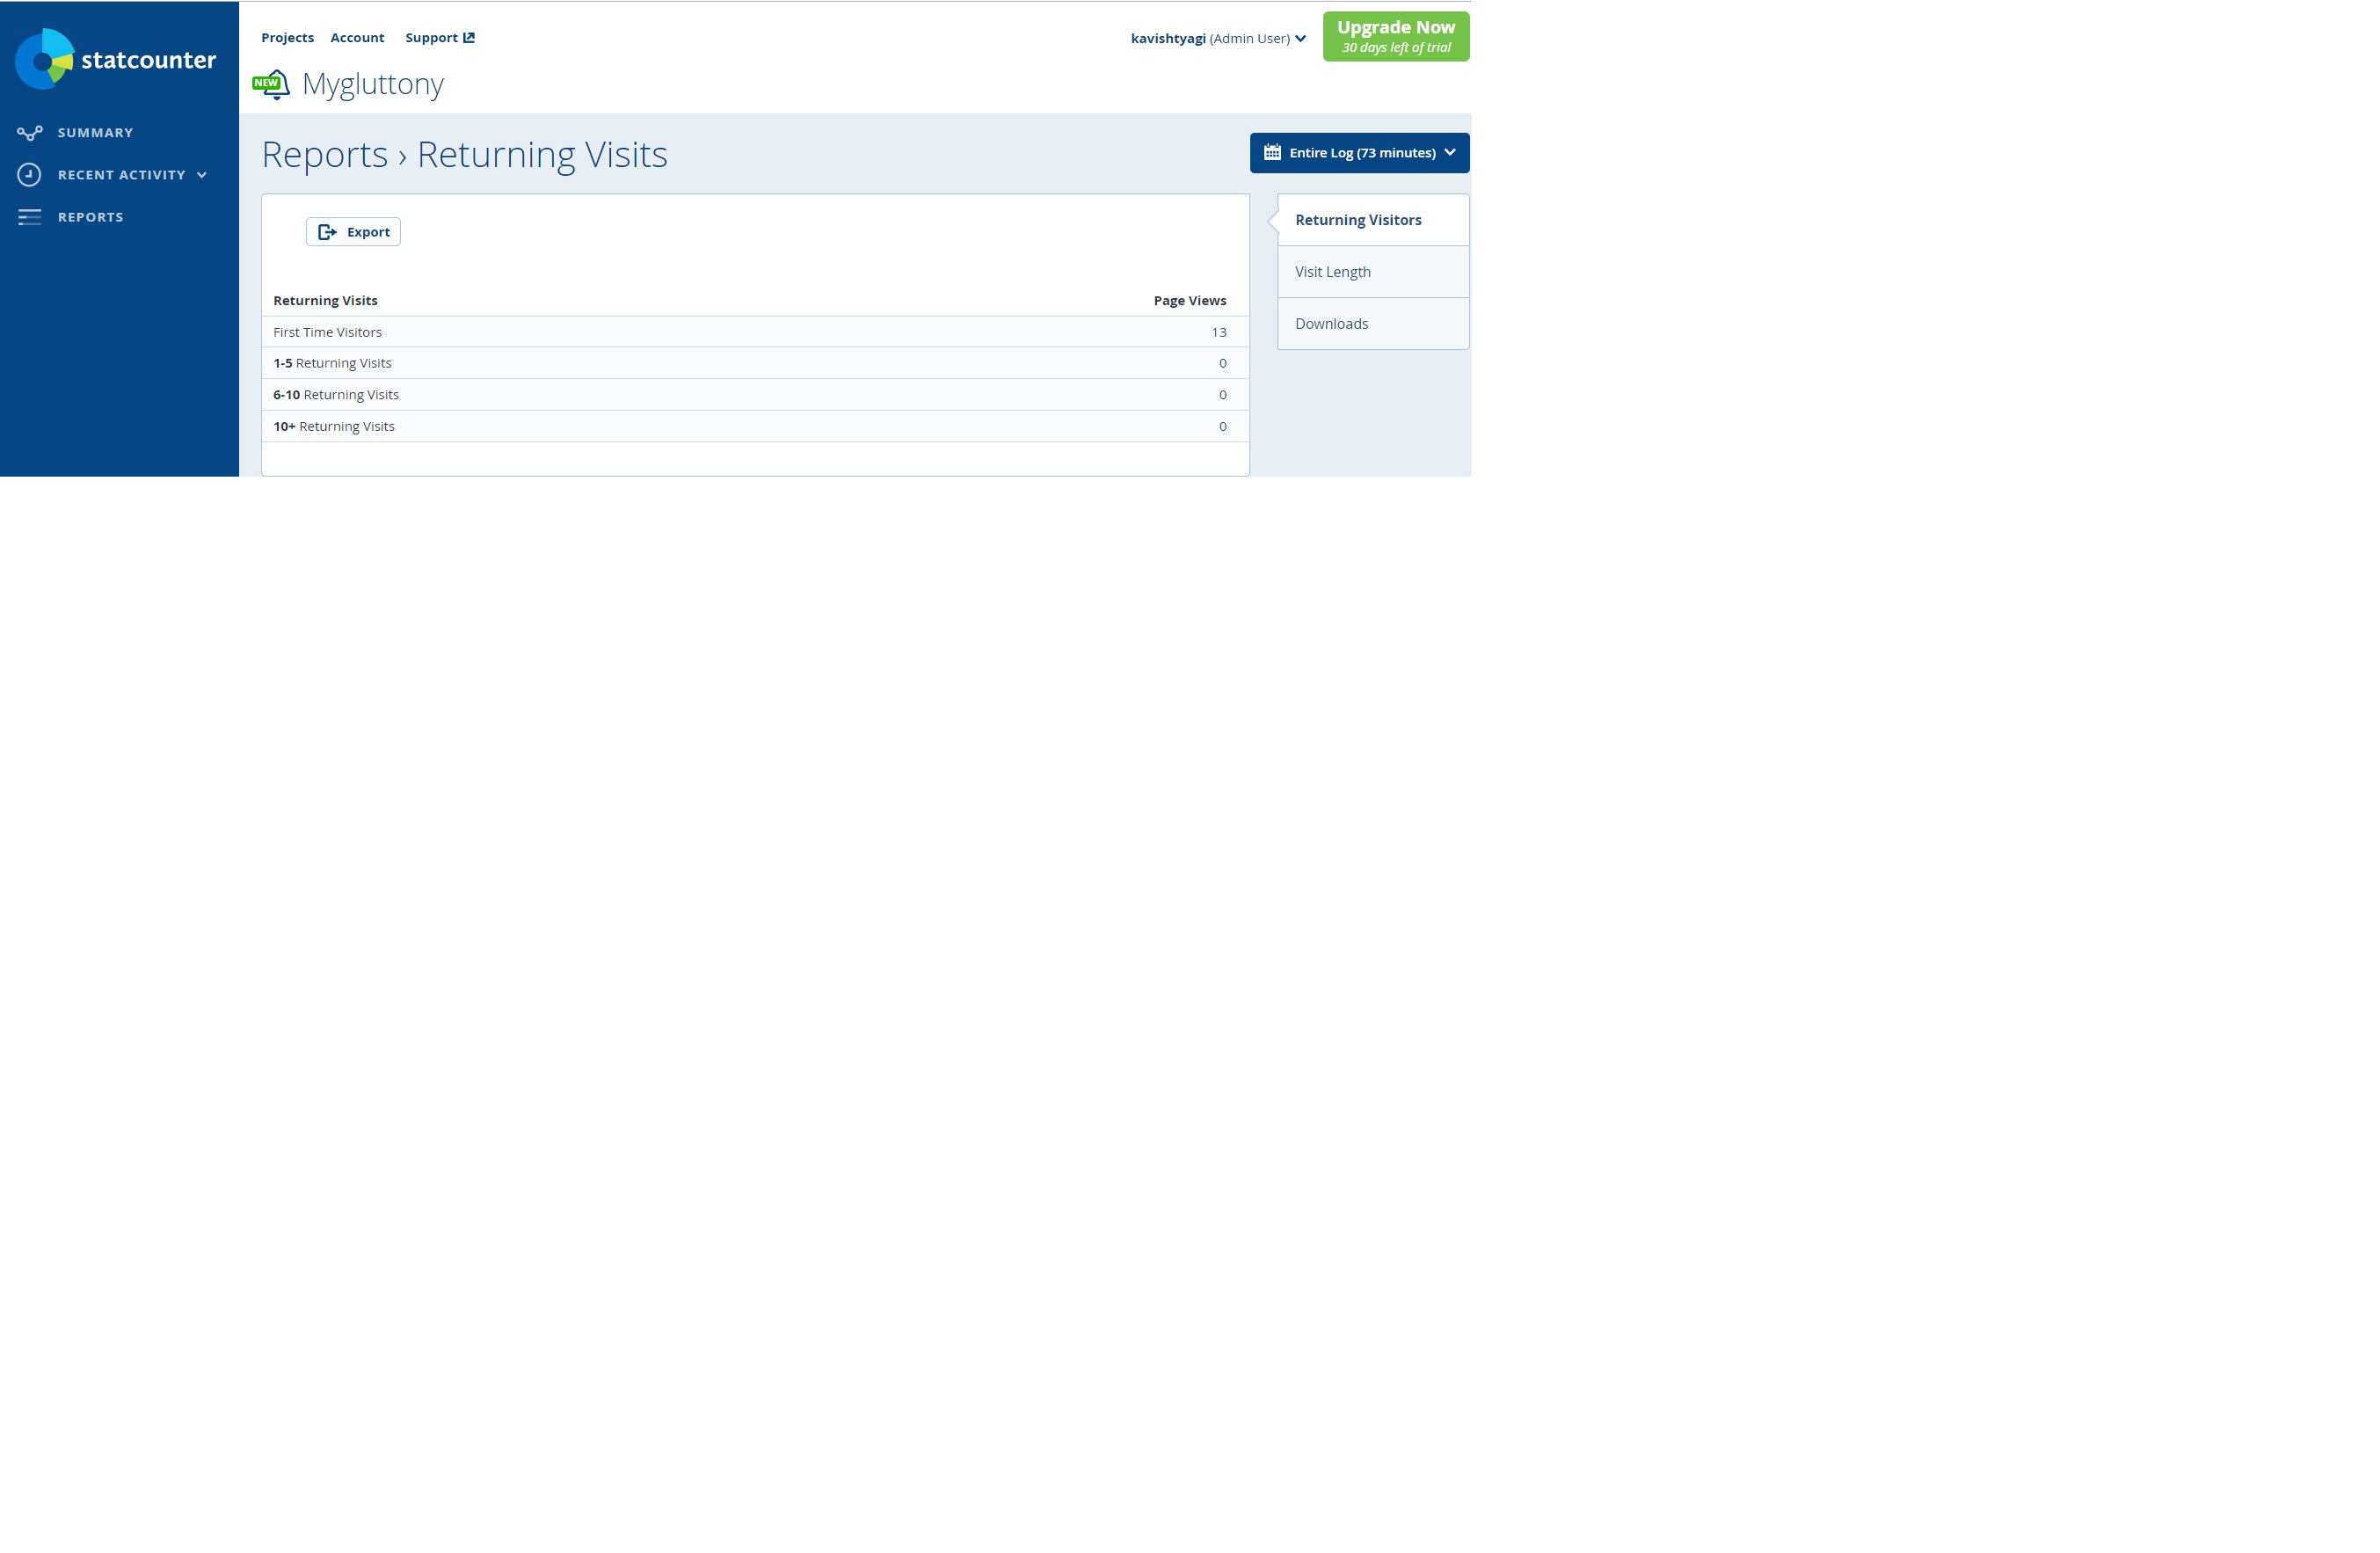 statcounter
SUMMARY
RECENT ACTIVITY
REPORTS
Projects Account Support
kavishtyagi (Admin User)
Upgrade Now
30 days left of trial
NEW
Mygluttony
Reports › Returning Visits
Entire Log (73 minutes)
Export
Returning Visits Page Views
First Time Visitors 13
1-5 Returning Visits 0
6-10 Returning Visits 0
10+ Returning Visits 0
Returning Visitors
Visit Length
Downloads